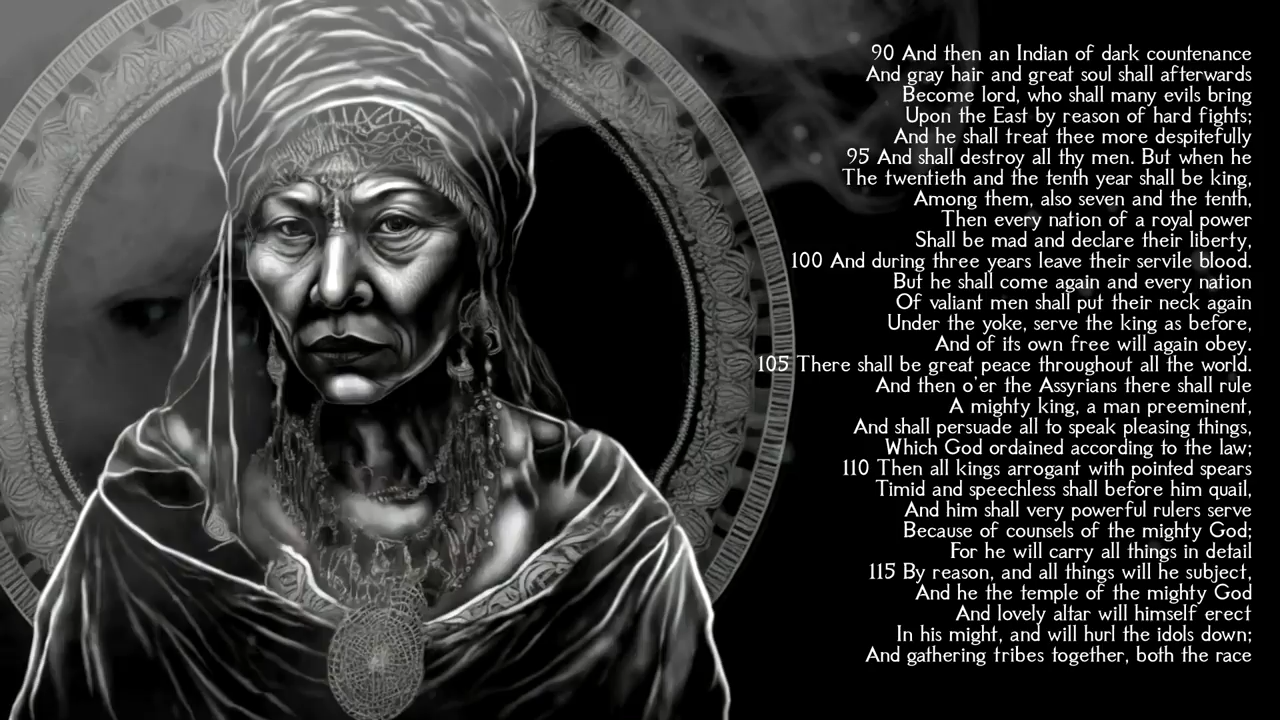 90 And then an Indian of dark countenance
And gray hair and great soul shall afterwards
Become lord, who shall many evils bring
Upon the East by reason of hard fights;
And he shall treat thee more despitefully
95 And shall destroy all thy men. But when he
The twentieth and the tenth year shall be king,
Among them, also seven and the tenth,
Then every nation of a royal power
Shall be mad and declare their liberty,
100 And during three years leave their servile blood.
But he shall come again and every nation
Of valiant men shall put their neck again
Under the yoke, serve the king as before,
And of its own free will again obey.
105 There shall be great peace throughout all the world.
And then o'er the Assyrians there shall rule
A mighty king, a man preeminent,
And shall persuade all to speak pleasing things,
Which God ordained according to the law;
110 Then all kings arrogant with pointed spears
Timid and speechless shall before him quail,
And him shall very powerful rulers serve
Because of counsels of the mighty God;
For he will carry all things in detail
115 By reason, and all things will he subject,
And he the temple of the mighty God
And lovely altar will himself erect
In his might, and will hurl the idols down;
And gathering tribes together, both the race